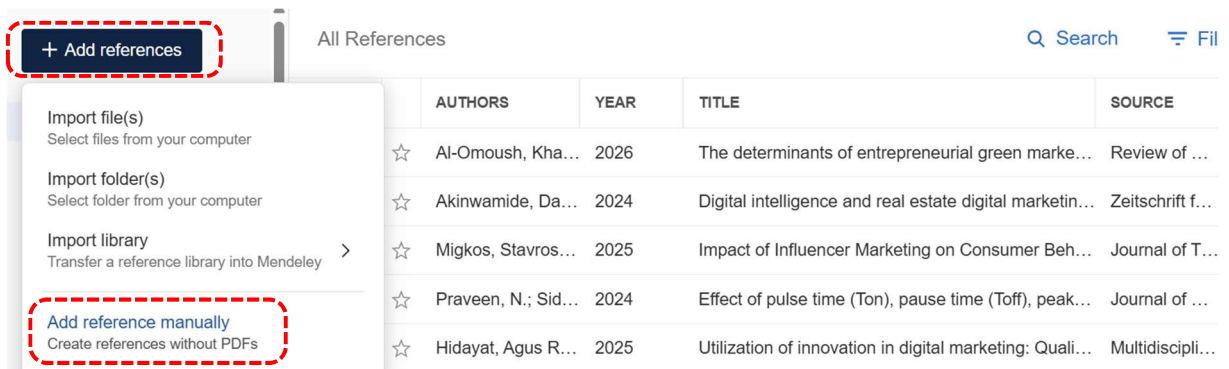 + Add references
All References
Search
Fil
Import file(s)
Select files from your computer
Import folder(s)
Select folder from your computer
Import library
Transfer a reference library into Mendeley
Add reference manually
Create references without PDFs
AUTHORS YEAR TITLE SOURCE
Al-Omoush, Kha... 2026 The determinants of entrepreneurial green marke... Review of ...
Akinwamide, Da... 2024 Digital intelligence and real estate digital marketin... Zeitschrift f...
Migkos, Stavros... 2025 Impact of Influencer Marketing on Consumer Beh... Journal of T...
Praveen, N.; Sid... 2024 Effect of pulse time (Ton), pause time (Toff), peak... Journal of ...
Hidayat, Agus R... 2025 Utilization of innovation in digital marketing: Quali... Multidiscipli...